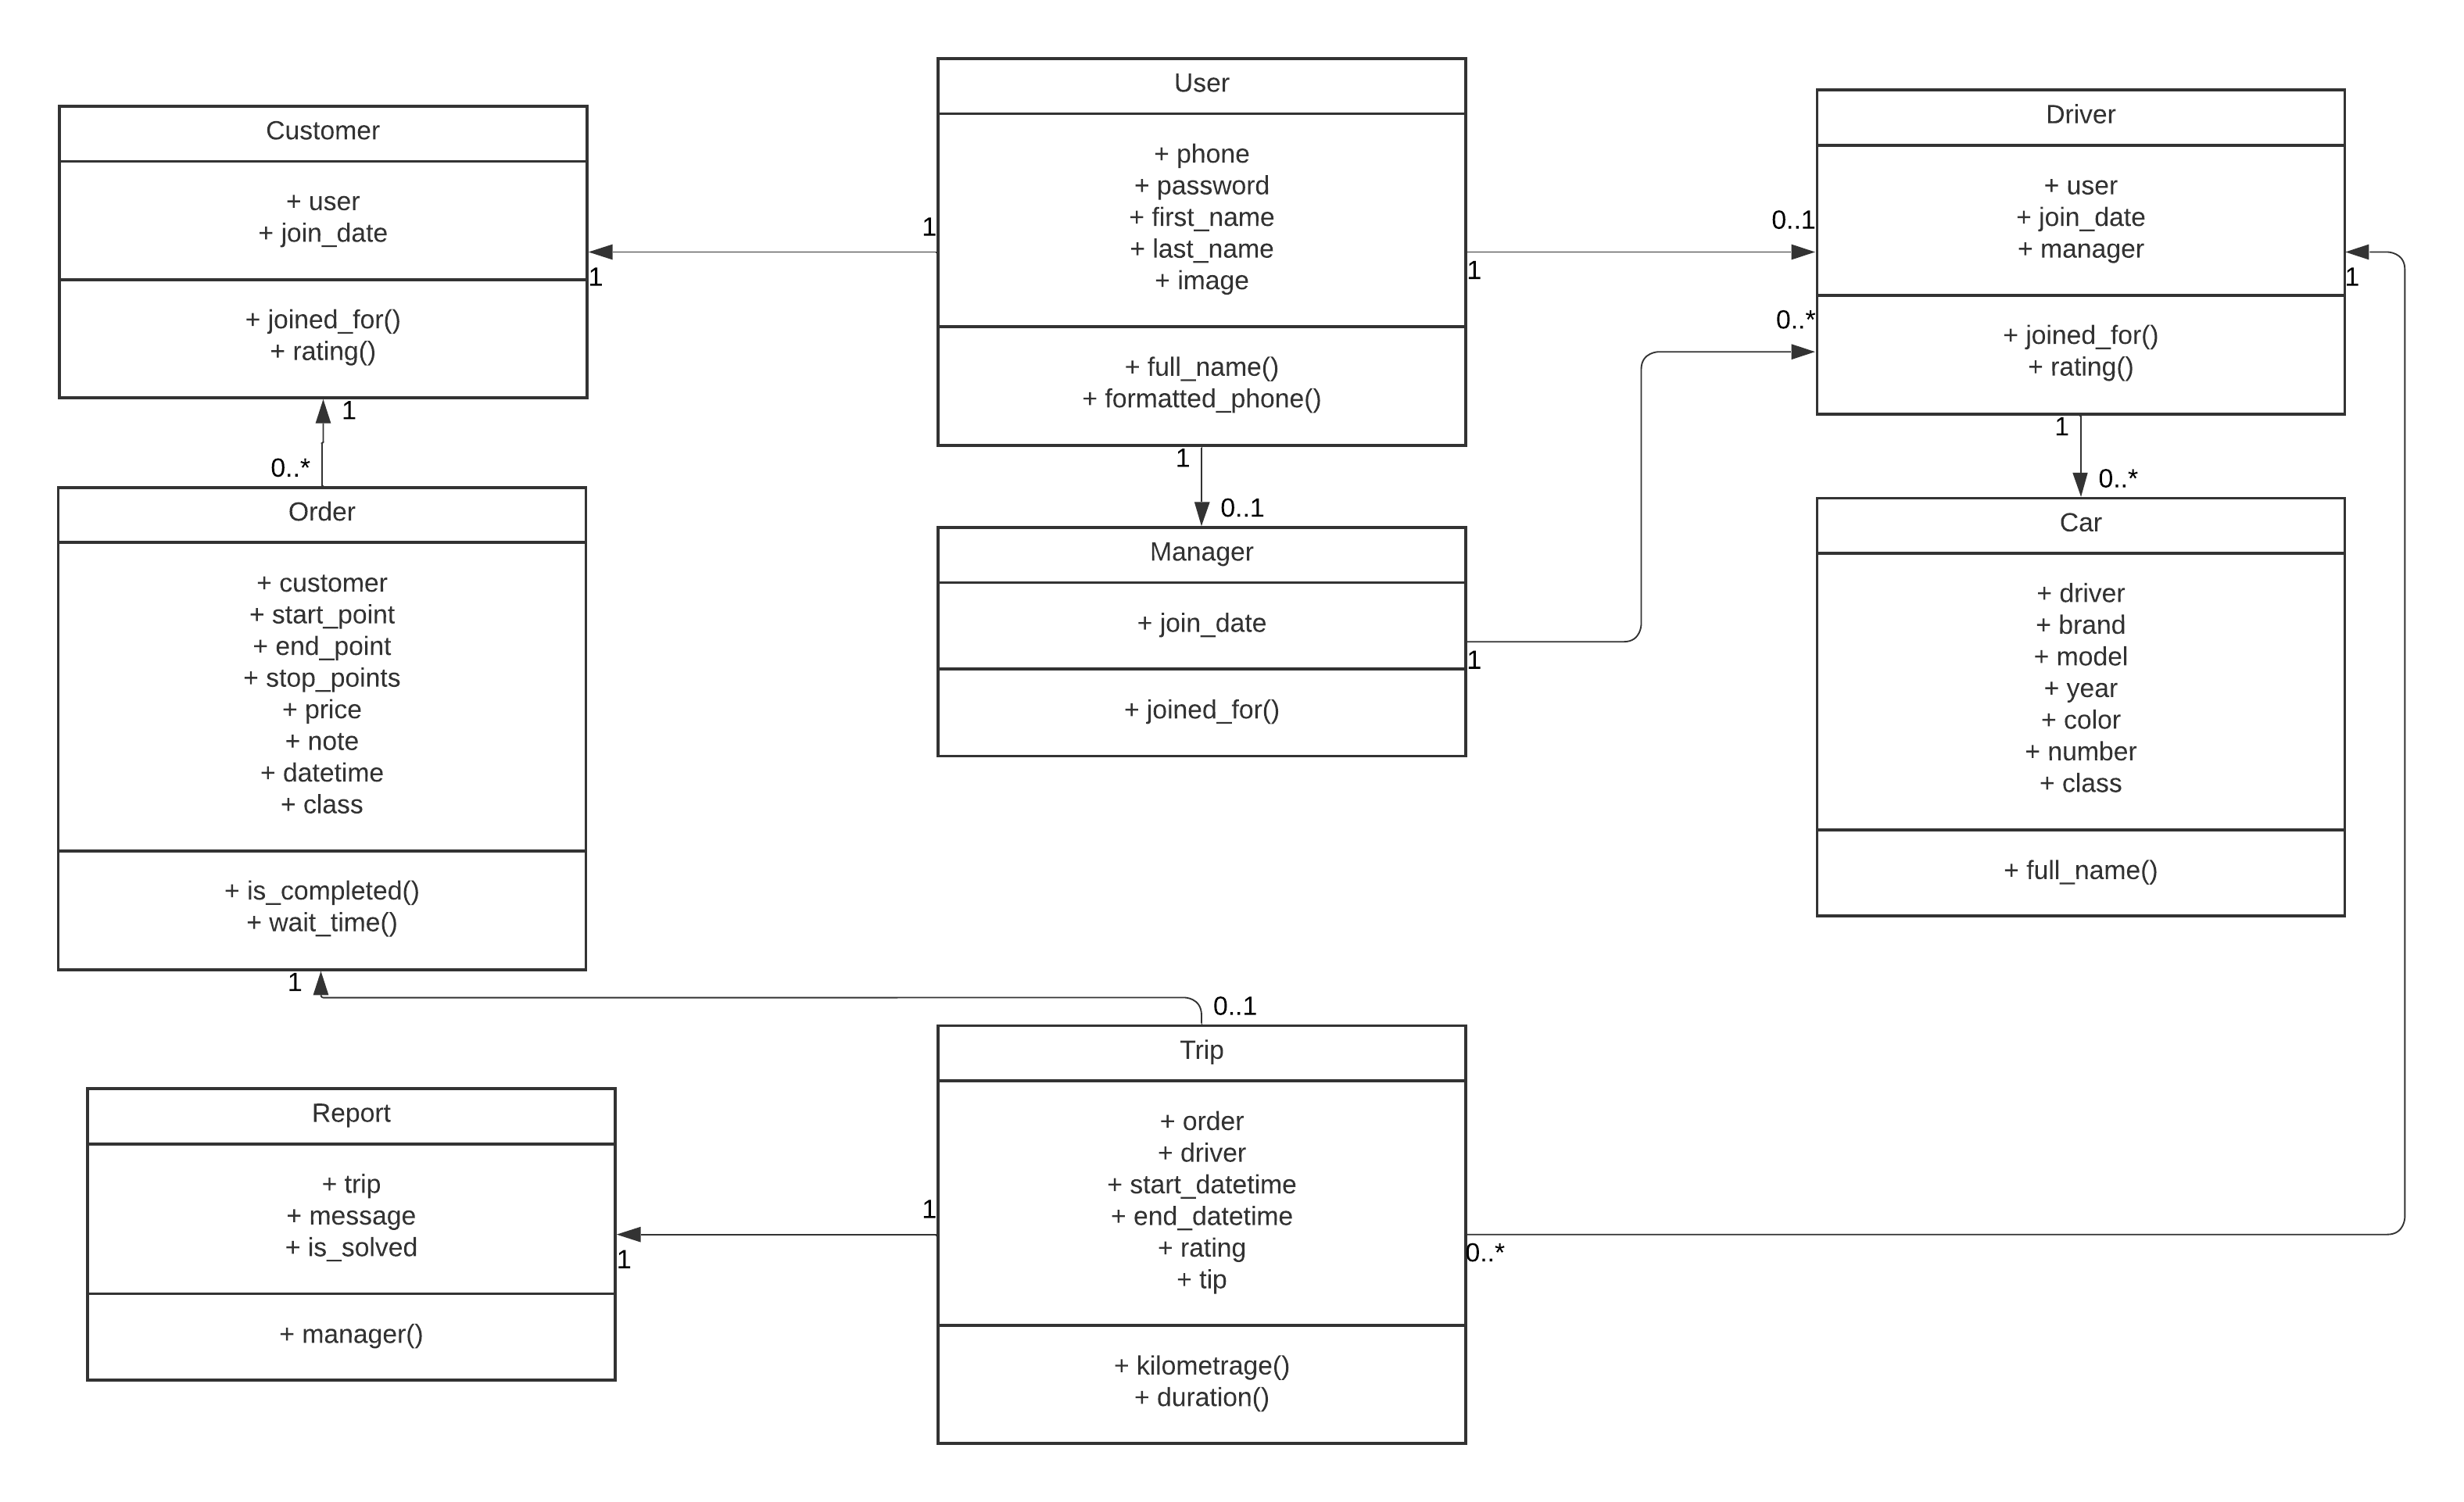 Customer
+ user
+ join_date
+ joined_for()
+ rating()
1
1
User
+ phone
+ password
+ first_name
+ last_name
+ image
+ full_name()
+ formatted_phone()
1
0..1
Driver
+ user
+ join_date
+ manager
+ joined_for()
+ rating()
1
0..*
1
0..*
Order
+ customer
+ start_point
+ end_point
+ stop_points
+ price
+ note
+ datetime
+ class
+ is_completed()
+ wait_time()
1
0..1
Manager
+ join_date
+ joined_for()
1
1
0..*
Car
+ driver
+ brand
+ model
+ year
+ color
+ number
+ class
+ full_name()
1
0..1
Report
+ trip
+ message
+ is_solved
+ manager()
1
1
Trip
+ order
+ driver
+ start_datetime
+ end_datetime
+ rating
+ tip
+ kilometrage()
+ duration()
0..*